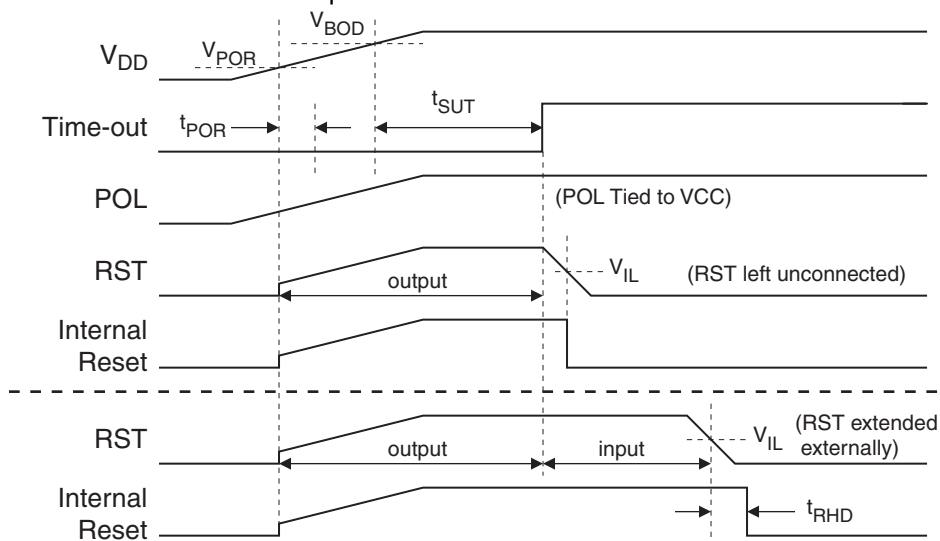 V_BOD
V_POR
V_DD
t_SUT
Time-out
t_POR
POL
(POL Tied to VCC)
RST
output
V_IL
(RST left unconnected)
Internal
Reset
RST
output
input
V_IL
(RST extended
externally)
Internal
Reset
t_RHD